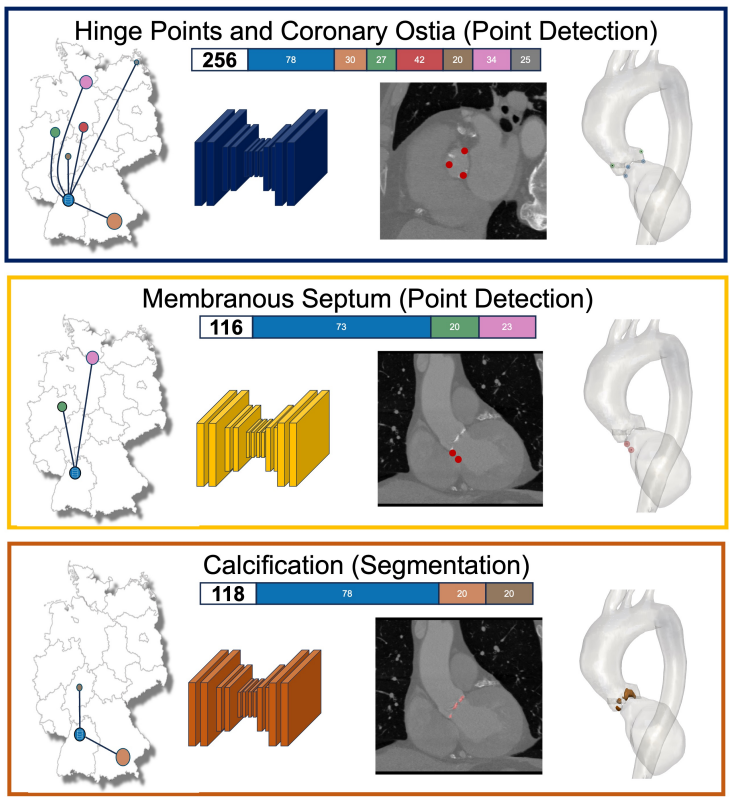 Hinge Points and Coronary Ostia (Point Detection)
256 78 30 27 42 20 34 25
Membranous Septum (Point Detection)
116 73 20 23
Calcification (Segmentation)
118 78 20 20